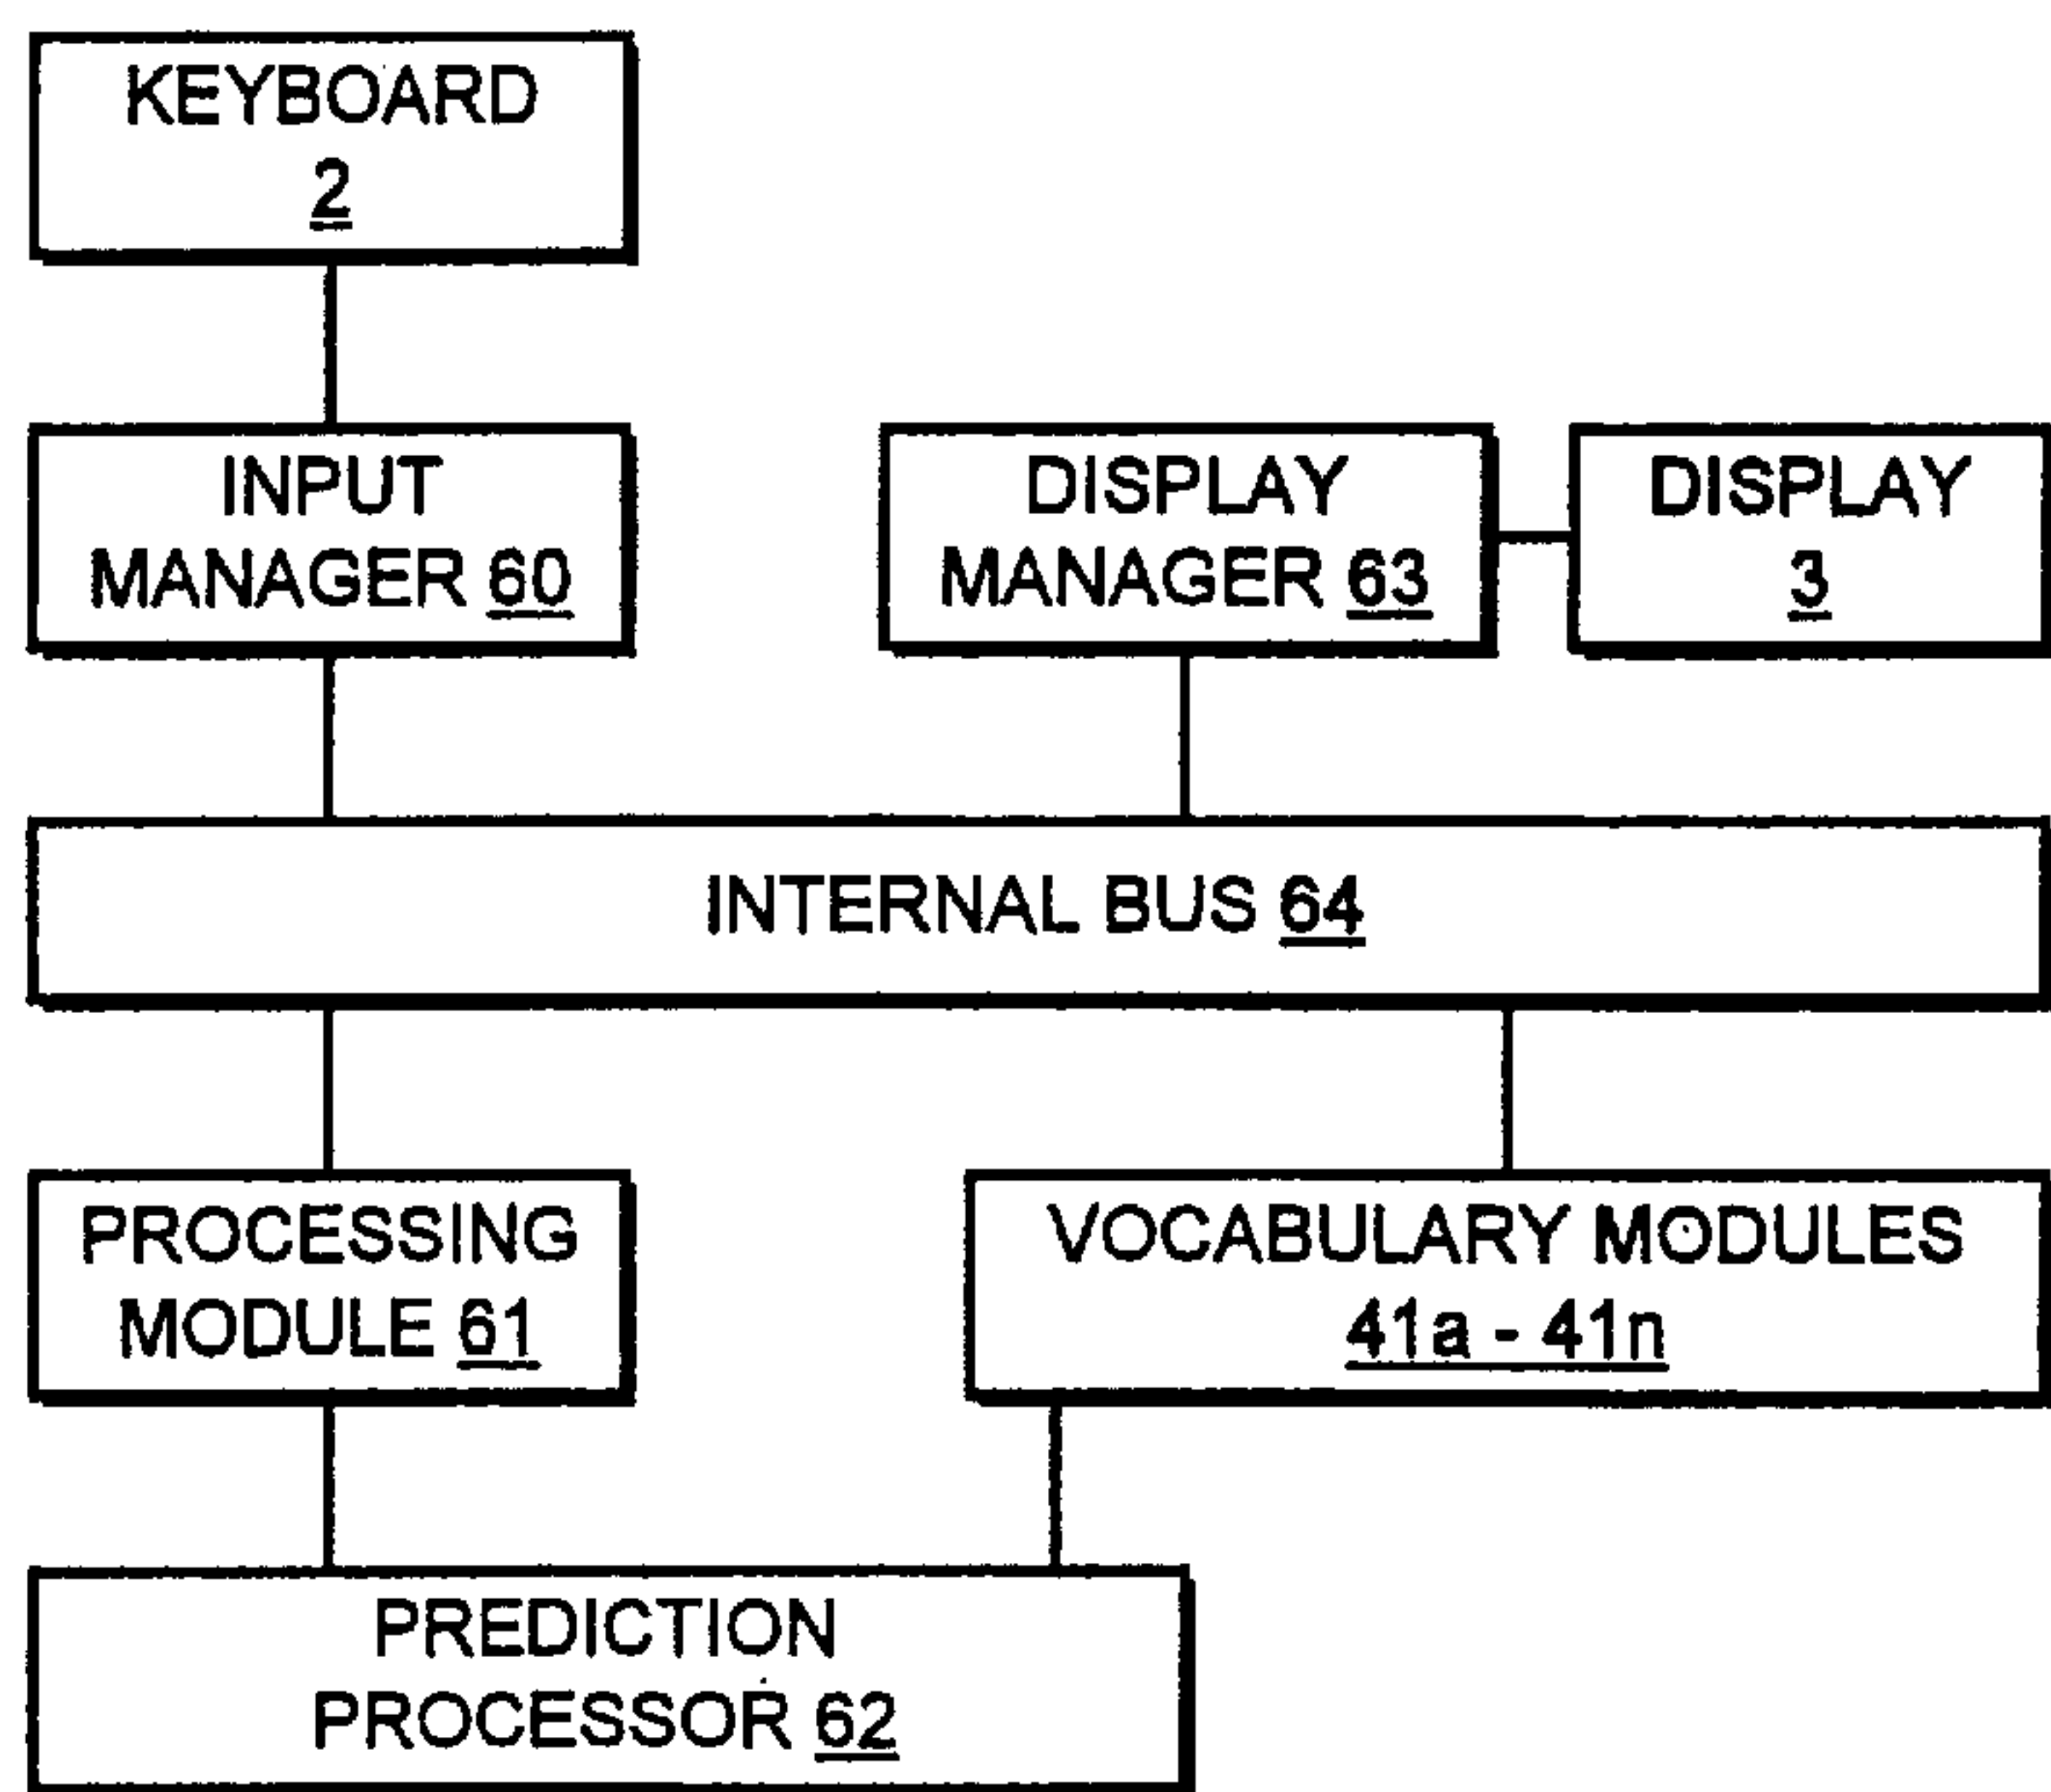 KEYBOARD
2
INPUT
MANAGER 60
DISPLAY
MANAGER 63
DISPLAY
3
INTERNAL BUS 64
PROCESSING
MODULE 61
VOCABULARY MODULES
41a - 41n
PREDICTION
PROCESSOR 62